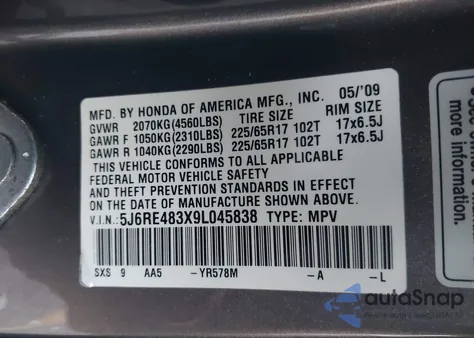 MFD. BY HONDA OF AMERICA MFG., INC. 05/'09
GVWR 2070KG(4560LBS) TIRE SIZE RIM SIZE
GAWR F 1050KG(2310LBS) 225/65R17 102T 17x6.5J
GAWR R 1040KG(2290LBS) 225/65R17 102T 17x6.5J
THIS VEHICLE CONFORMS TO ALL APPLICABLE
FEDERAL MOTOR VEHICLE SAFETY AND THEFT
PREVENTION STANDARDS IN EFFECT ON THE DATE
OF MANUFACTURE SHOWN ABOVE.
V.I.N.: 5J6RE483X9L045838 TYPE: MPV
SXS 9 AA5 -YR578M -A -L
autoSnap